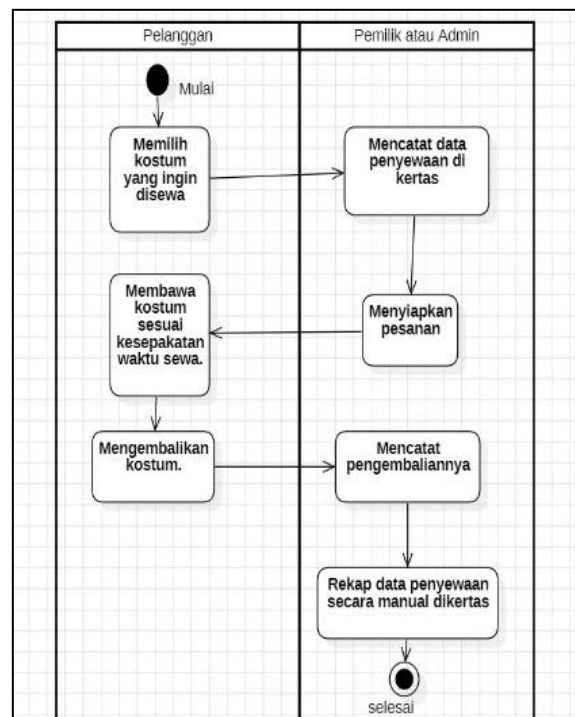 Pelanggan
Pemilik atau Admin
Mulai
Memilih
kostum
yang ingin
disewa
Mencatat data
penyewaan di
kertas
Membawa
kostum
sesuai
kesepakatan
waktu sewa.
Menyiapkan
pesanan
Mengembalikan
kostum.
Mencatat
pengembaliannya
Rekap data penyewaan
secara manual dikertas
selesai